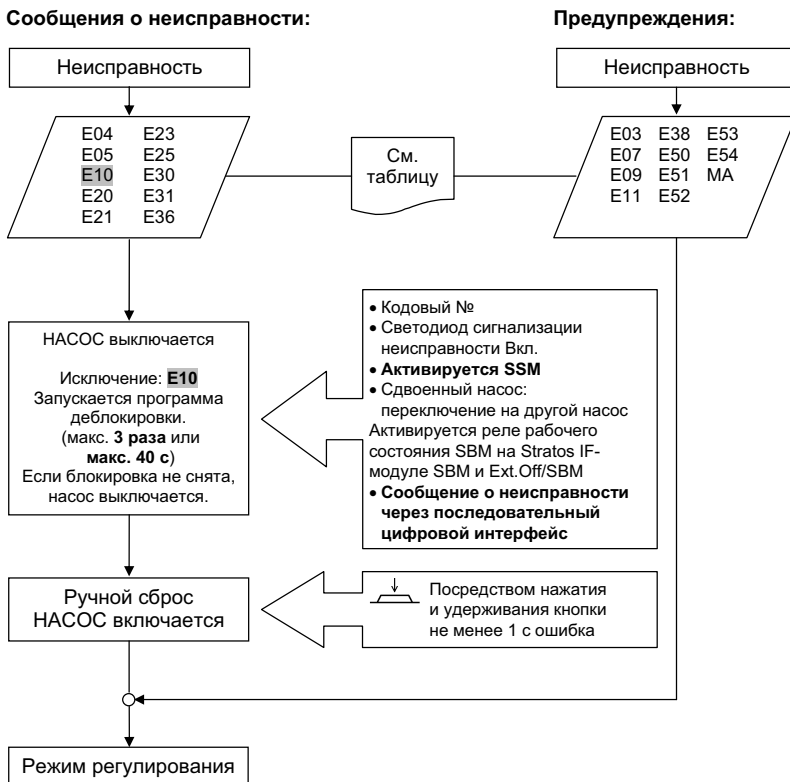 Сообщения о неисправности:
Предупреждения:
Неисправность
Неисправность
E04 E23
E05 E25
E10 E30
E20 E31
E21 E36
См.
таблицу
E03 E38 E53
E07 E50 E54
E09 E51 MA
E11 E52
НАСОС выключается
Исключение: E10
Запускается программа
деблокировки.
(макс. 3 раза или
макс. 40 с)
Если блокировка не снята,
насос выключается.
• Кодовый №
• Светодиод сигнализации
неисправности Вкл.
• Активируется SSM
• Сдвоенный насос:
переключение на другой насос
Активируется реле рабочего
состояния SBM на Stratos IF-
модуле SBM и Ext.Off/SBM
• Сообщение о неисправности
через последовательный
цифровой интерфейс
Ручной сброс
НАСОС включается
Посредством нажатия
и удерживания кнопки
не менее 1 с ошибка
Режим регулирования